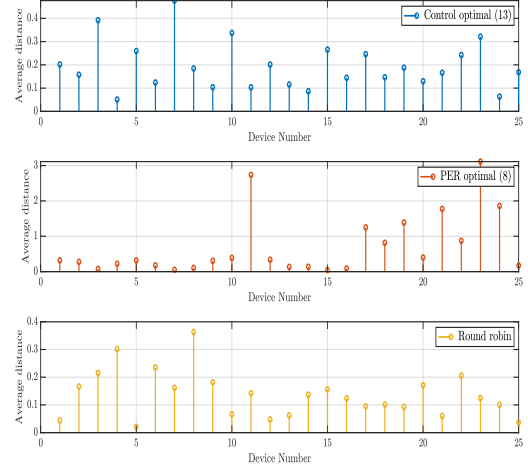 Average distance
0.4
0.3
0.2
0.1
0
0 5 10 15 20 25
Device Number
Control optimal (13)
Average distance
3
2
1
0
0 5 10 15 20 25
Device Number
PER optimal (8)
Average distance
0.4
0.3
0.2
0.1
0
0 5 10 15 20 25
Device Number
Round robin